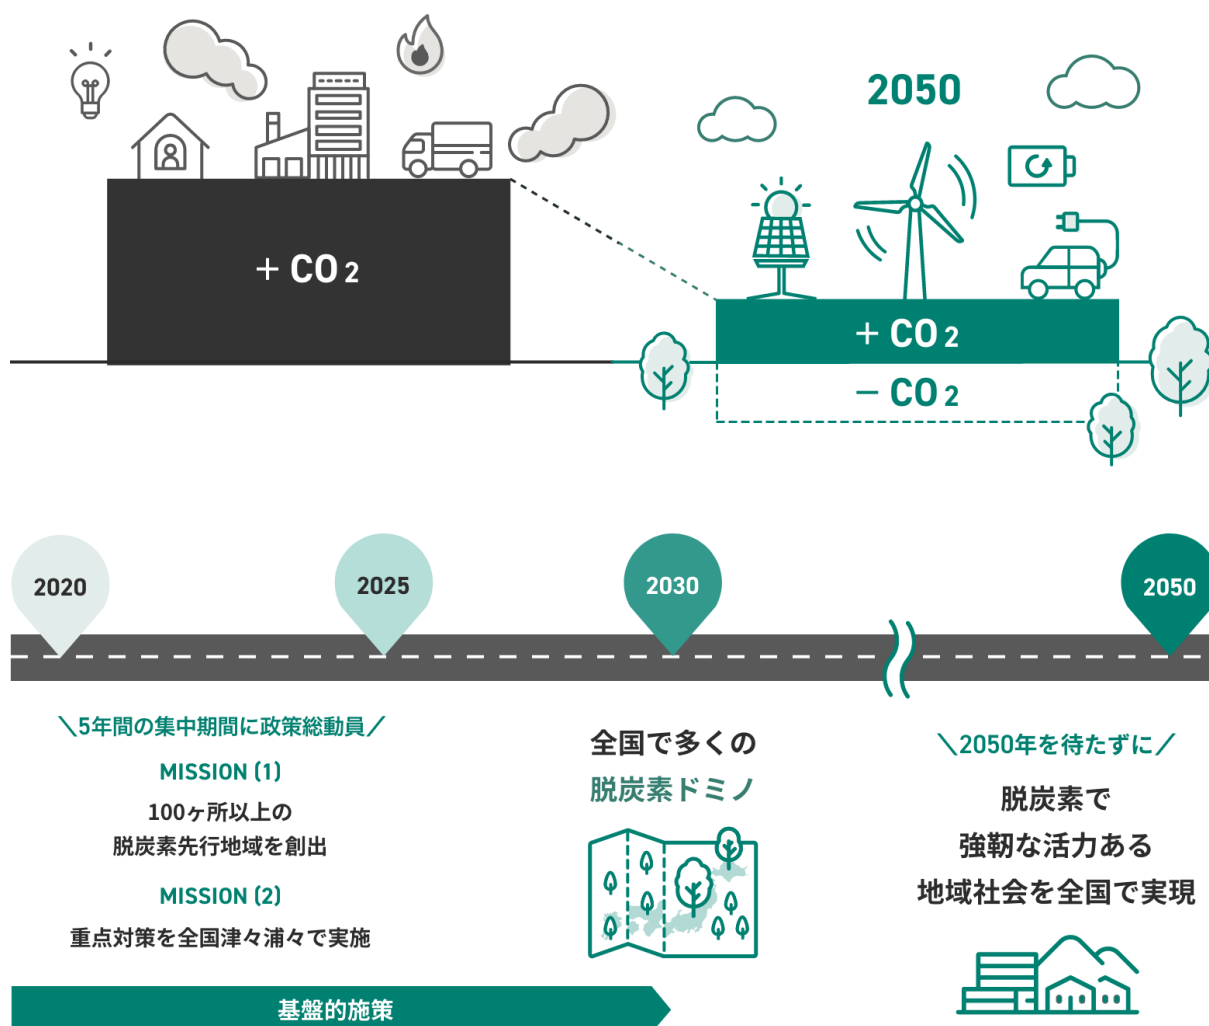 2050
+ CO2
+ CO2
− CO2
2020
2025
2030
2050
＼5年間の集中期間に政策総動員／
MISSION (1)
100ヶ所以上の
脱炭素先行地域を創出
MISSION (2)
重点対策を全国津々浦々で実施
基盤的施策
全国で多くの
脱炭素ドミノ
＼2050年を待たずに／
脱炭素で
強靭な活力ある
地域社会を全国で実現